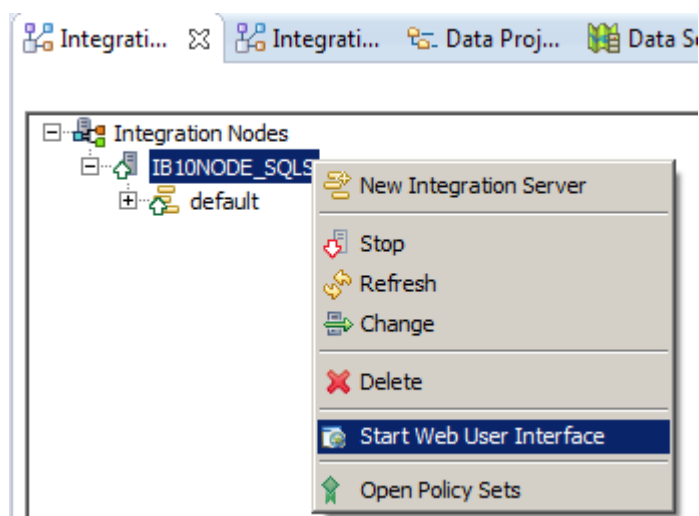 Integrati... Integrati... Data Proj... Data S
Integration Nodes
IB10NODE_SQLS
default
New Integration Server
Stop
Refresh
Change
Delete
Start Web User Interface
Open Policy Sets